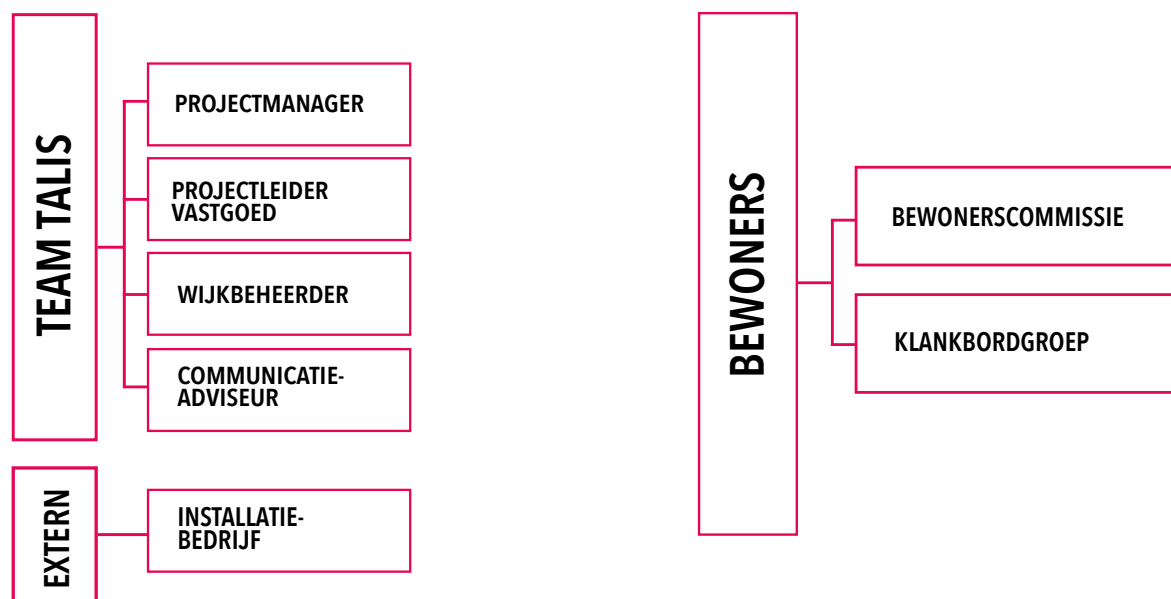 TEAM TALIS
PROJECTMANAGER
PROJECTLEIDER
VASTGOED
WIJKBEHEERDER
COMMUNICATIE-
ADVISEUR
EXTERN
INSTALLATIE-
BEDRIJF
BEWONERS
BEWONERSCOMMISSIE
KLANKBORDGROEP